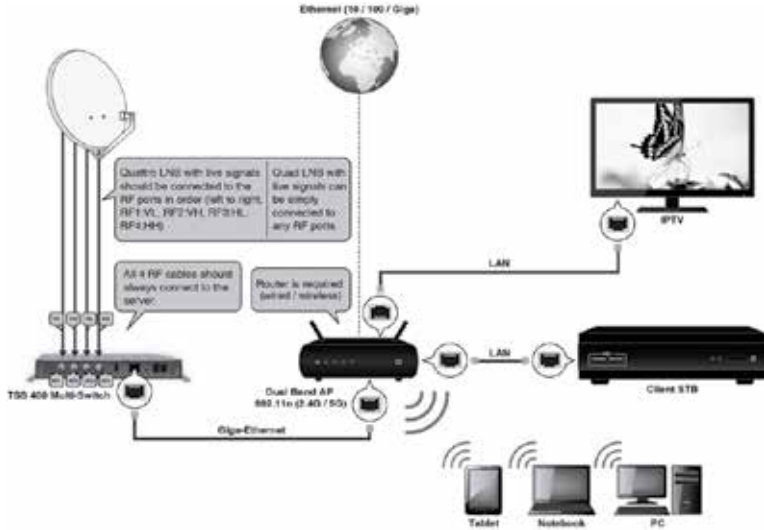 Ethernet (10 / 100 / Giga)
Quattro LNB with live signals
should be connected to the
RF ports in order (left to right,
RF1:VL, RF2:VH, RF3:HL,
RF4:HH)
Quad LNB with
live signals can
be simply
connected to
any RF ports.
IPTV
LAN
All 4 RF cables should
always connect to the
server.
Router is required
(wired / wireless)
LAN
TSS 400 Multi-Switch
Dual Band AP
802.11n (2.4G / 5G)
Client STB
Giga-Ethernet
Tablet
Notebook
PC